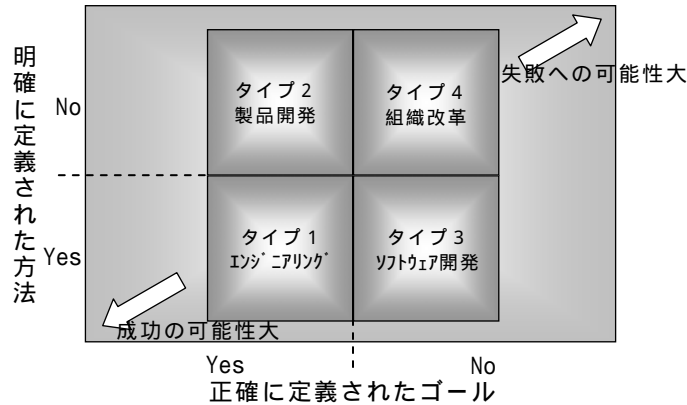 明確に定義された方法
No
Yes
タイプ2
製品開発
タイプ4
組織改革
失敗への可能性大
タイプ1
ｴﾝｼﾞﾆｱﾘﾝｸﾞ
タイプ3
ｿﾌﾄｳｪｱ開発
成功の可能性大
Yes
No
正確に定義されたゴール